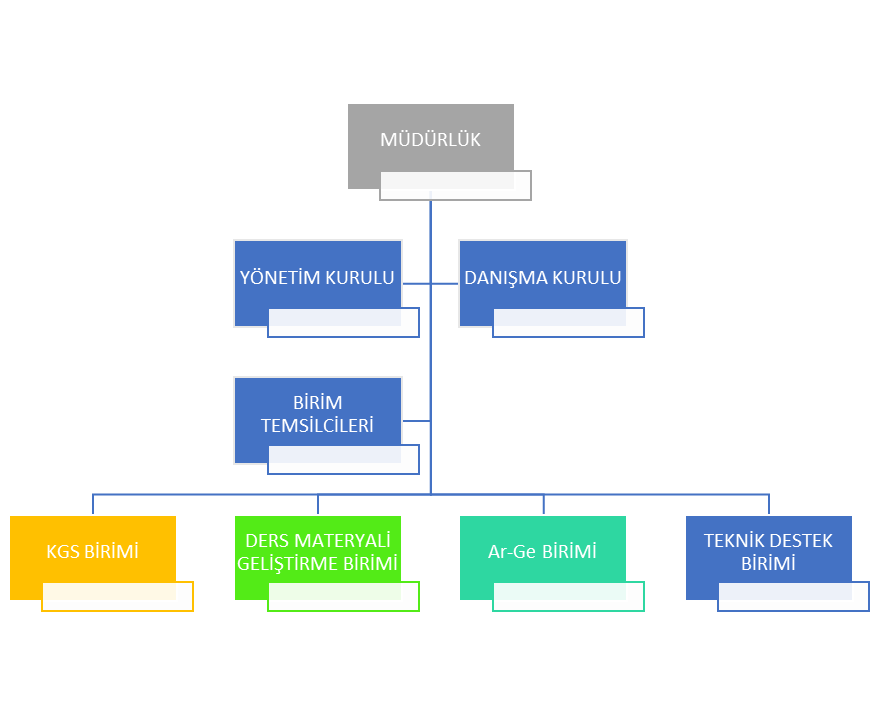 MÜDÜRLÜK
YÖNETİM KURULU
DANIŞMA KURULU
BİRİM
TEMSİLCİLERİ
KGS BİRİMİ
DERS MATERYALİ
GELİŞTİRME BİRİMİ
Ar-Ge BİRİMİ
TEKNİK DESTEK
BİRİMİ